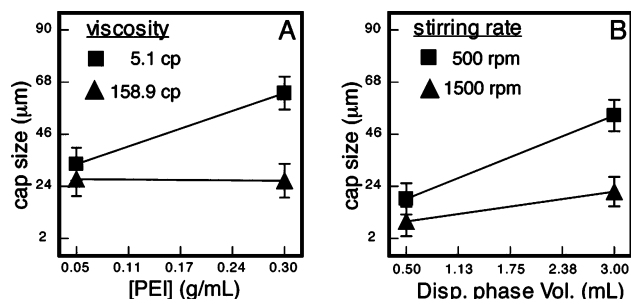 A
viscosity
5.1 cp
158.9 cp
90
68
46
24
2
cap size (μm)
0.05 0.11 0.17 0.24 0.30
[PEI] (g/mL)
B
stirring rate
500 rpm
1500 rpm
90
68
46
24
2
cap size (μm)
0.50 1.13 1.75 2.38 3.00
Disp. phase Vol. (mL)